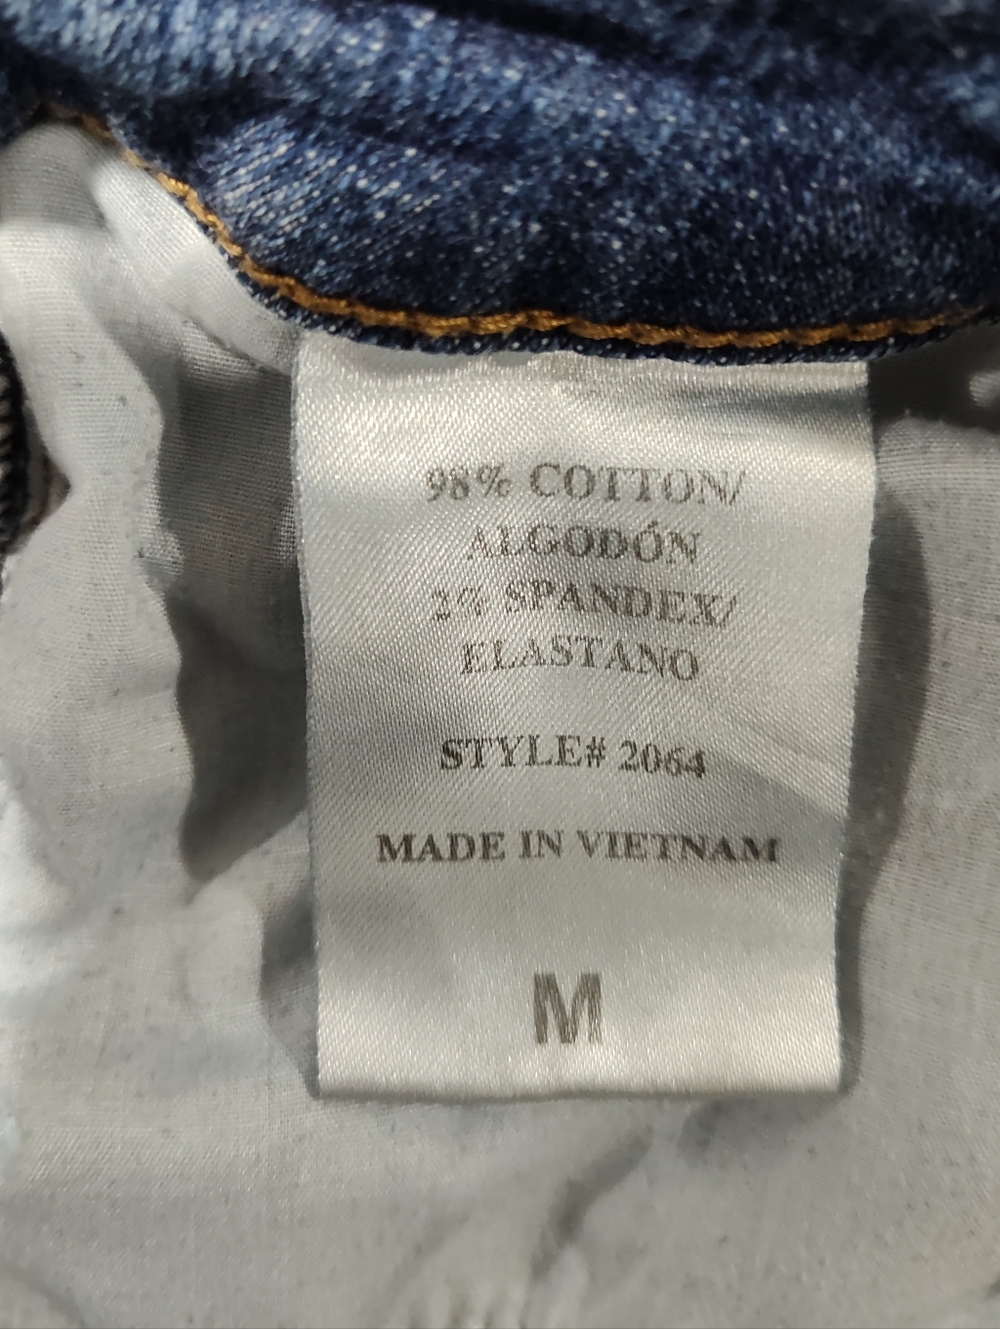 98% COTTON/
ALGODÓN
2% SPANDEX/
ELASTANO
STYLE# 2064
MADE IN VIETNAM
M